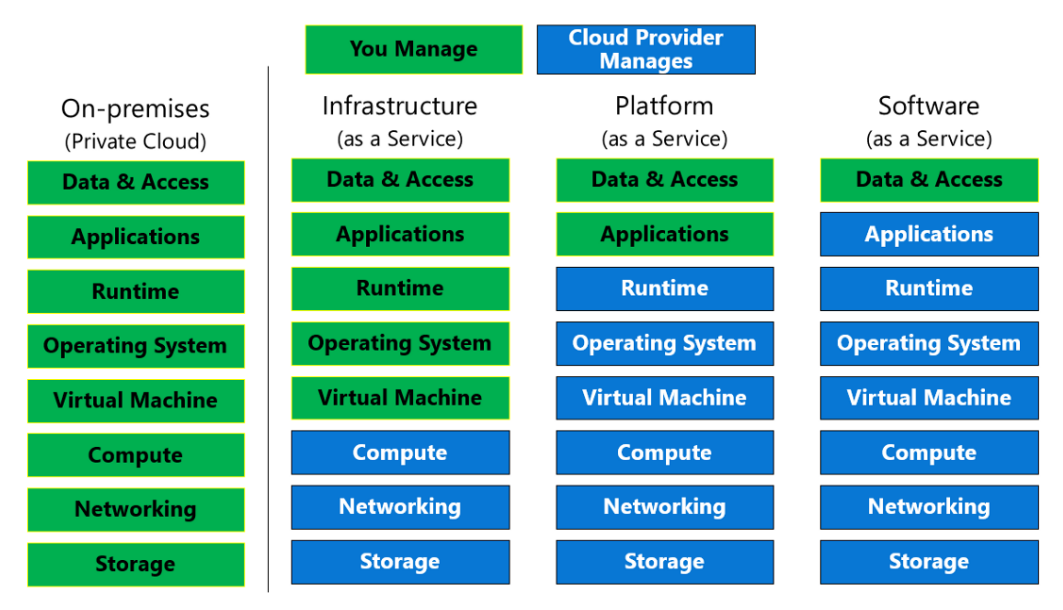 You Manage
Cloud Provider
Manages
On-premises
(Private Cloud)
Data & Access
Applications
Runtime
Operating System
Virtual Machine
Compute
Networking
Storage
Infrastructure
(as a Service)
Data & Access
Applications
Runtime
Operating System
Virtual Machine
Compute
Networking
Storage
Platform
(as a Service)
Data & Access
Applications
Runtime
Operating System
Virtual Machine
Compute
Networking
Storage
Software
(as a Service)
Data & Access
Applications
Runtime
Operating System
Virtual Machine
Compute
Networking
Storage